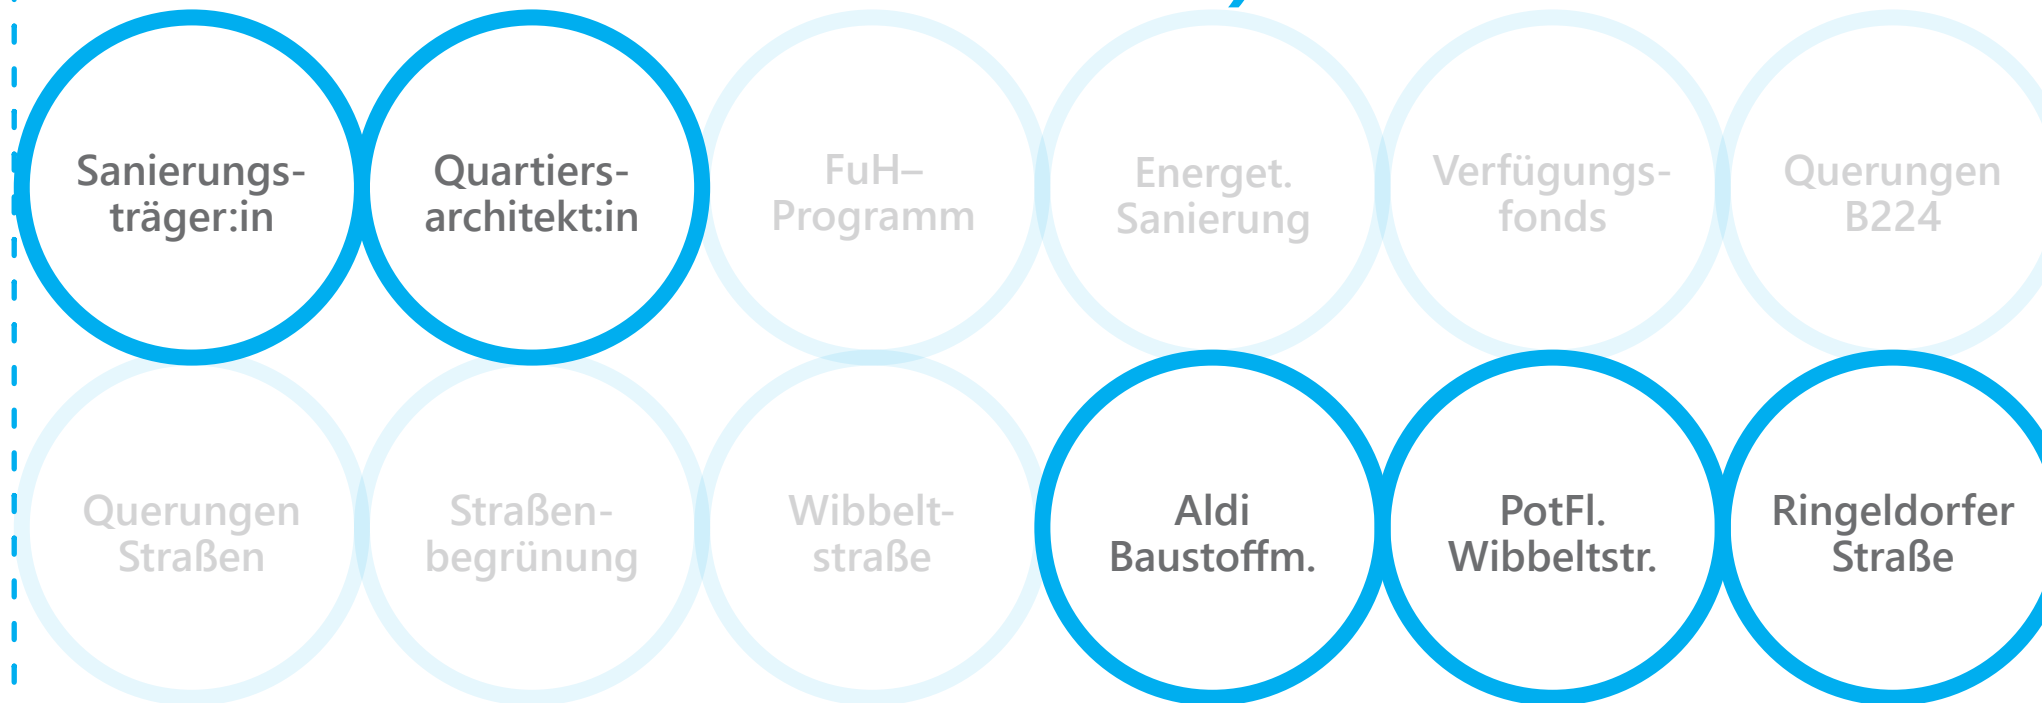 Sanierungs-
träger:in
Quartiers-
architekt:in
FuH–
Programm
Energet.
Sanierung
Verfügungs-
fonds
Querungen
B224
Querungen
Straßen
Straßen-
begrünung
Wibbelt-
straße
Aldi
Baustoffm.
PotFl.
Wibbeltstr.
Ringeldorfer
Straße